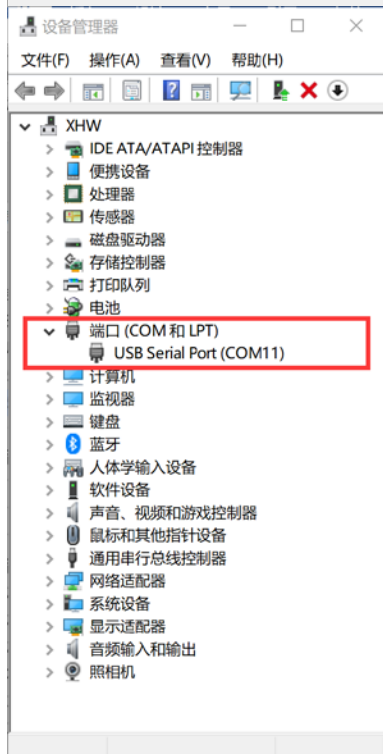 设备管理器
文件(F) 操作(A) 查看(V) 帮助(H)
XHW
IDE ATA/ATAPI 控制器
便携设备
处理器
传感器
磁盘驱动器
存储控制器
打印队列
电池
端口 (COM 和 LPT)
USB Serial Port (COM11)
计算机
监视器
键盘
蓝牙
人体学输入设备
软件设备
声音、视频和游戏控制器
鼠标和其他指针设备
通用串行总线控制器
网络适配器
系统设备
显示适配器
音频输入和输出
照相机